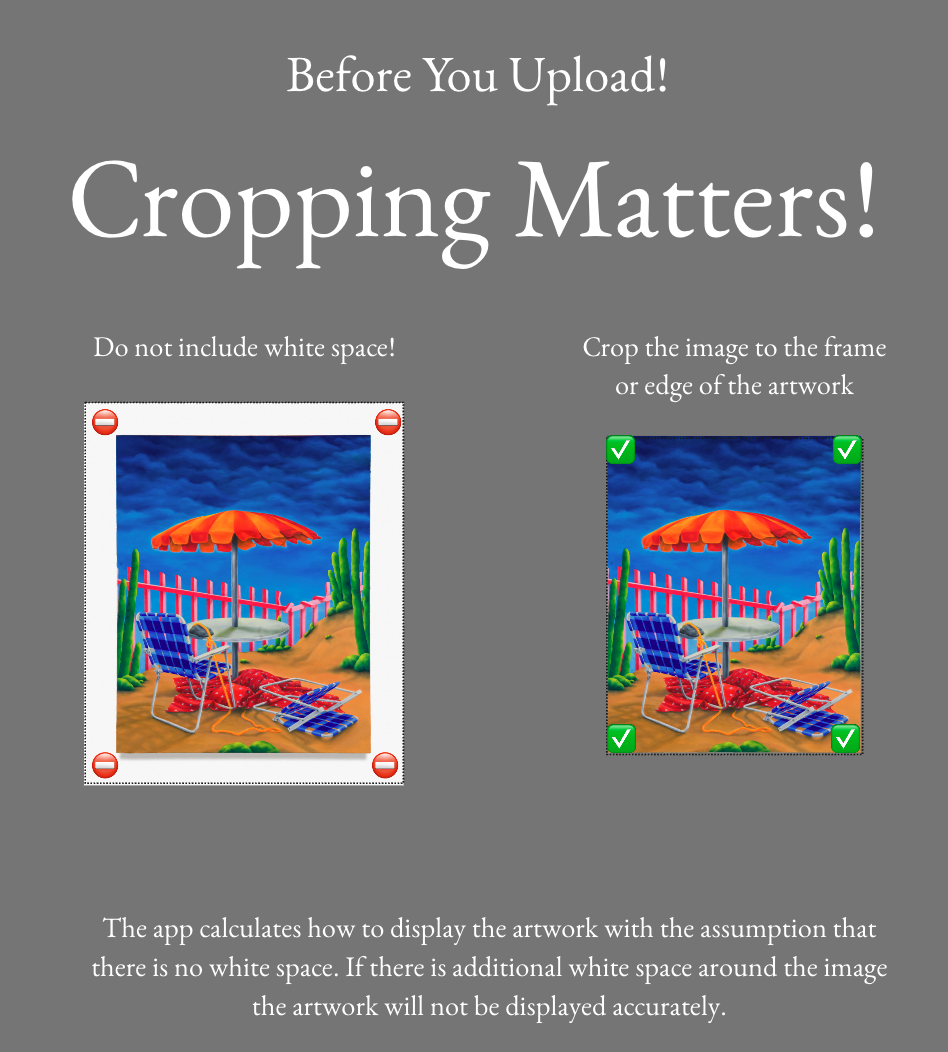 Before You Upload!
Cropping Matters!
Do not include white space!
Crop the image to the frame
or edge of the artwork
The app calculates how to display the artwork with the assumption that
there is no white space. If there is additional white space around the image
the artwork will not be displayed accurately.